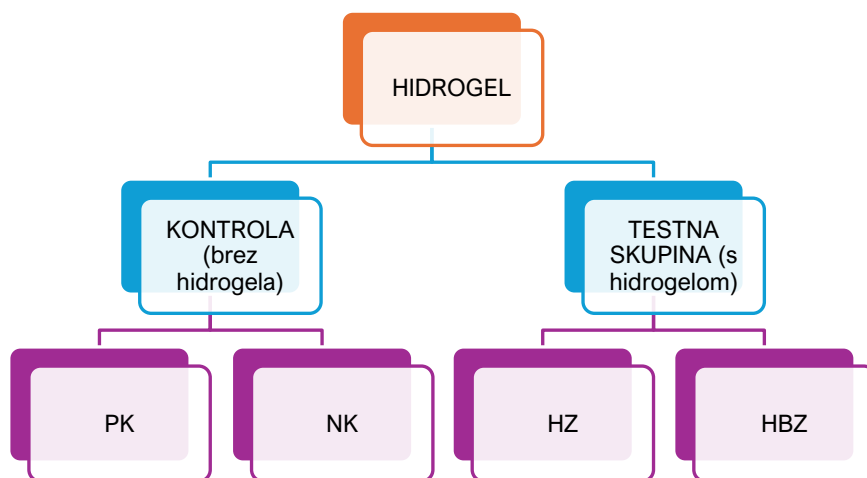 HIDROGEL
KONTROLA
(brez
hidrogela)
TESTNA
SKUPINA (s
hidrogelom)
PK
NK
HZ
HBZ